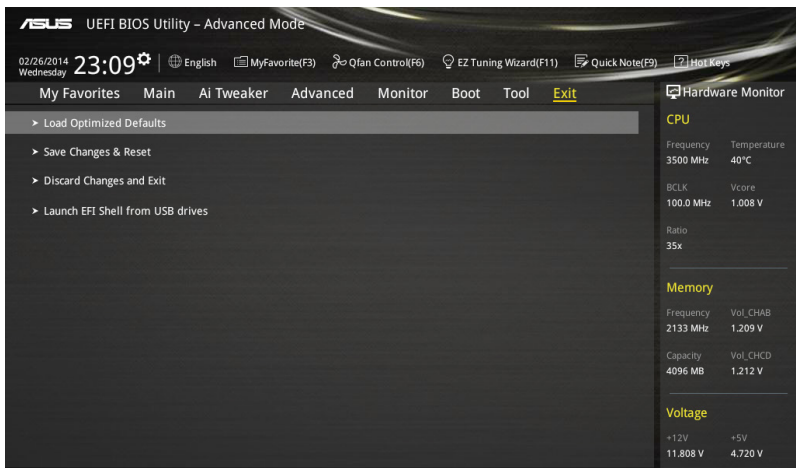 ASUS UEFI BIOS Utility – Advanced Mode
02/26/2014
Wednesday
23:09
English
MyFavorite(F3)
Qfan Control(F6)
EZ Tuning Wizard(F11)
Quick Note(F9)
? Hot Keys
My Favorites Main Ai Tweaker Advanced Monitor Boot Tool Exit
> Load Optimized Defaults
> Save Changes & Reset
> Discard Changes and Exit
> Launch EFI Shell from USB drives
Hardware Monitor
CPU
Frequency Temperature
3500 MHz 40°C
BCLK Vcore
100.0 MHz 1.008 V
Ratio
35x
Memory
Frequency Vol_CHAB
2133 MHz 1.209 V
Capacity Vol_CHCD
4096 MB 1.212 V
Voltage
+12V +5V
11.808 V 4.720 V